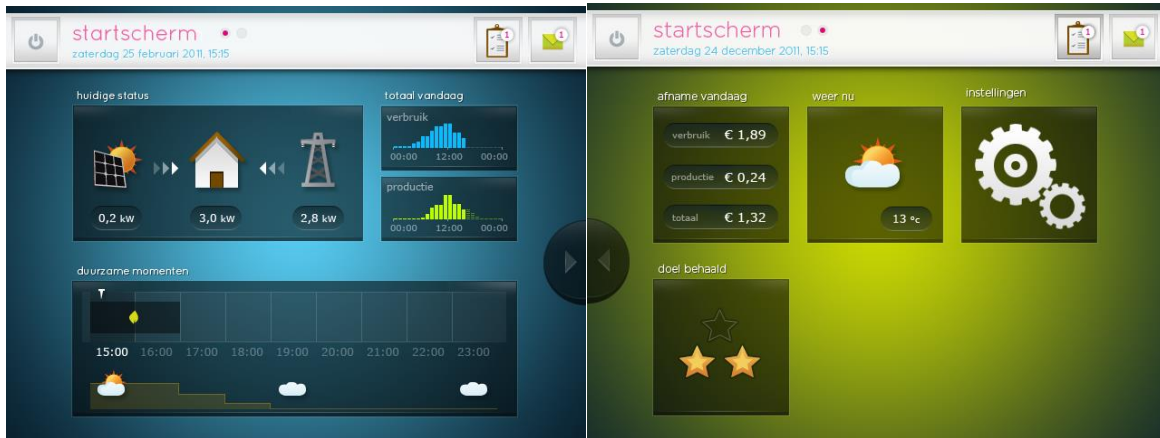 startscherm
zaterdag 25 februari 2011, 15:15
1
1
huidige status
totaal vandaag
verbruik
00:00 12:00 00:00
productie
00:00 12:00 00:00
0,2 kW
3,0 kW
2,8 kW
duurzame momenten
15:00 16:00 17:00 18:00 19:00 20:00 21:00 22:00 23:00
startscherm
zaterdag 24 december 2011, 15:15
1
1
afname vandaag
weer nu
instellingen
verbruik € 1,89
productie € 0,24
totaal € 1,32
13 °c
doel behaald